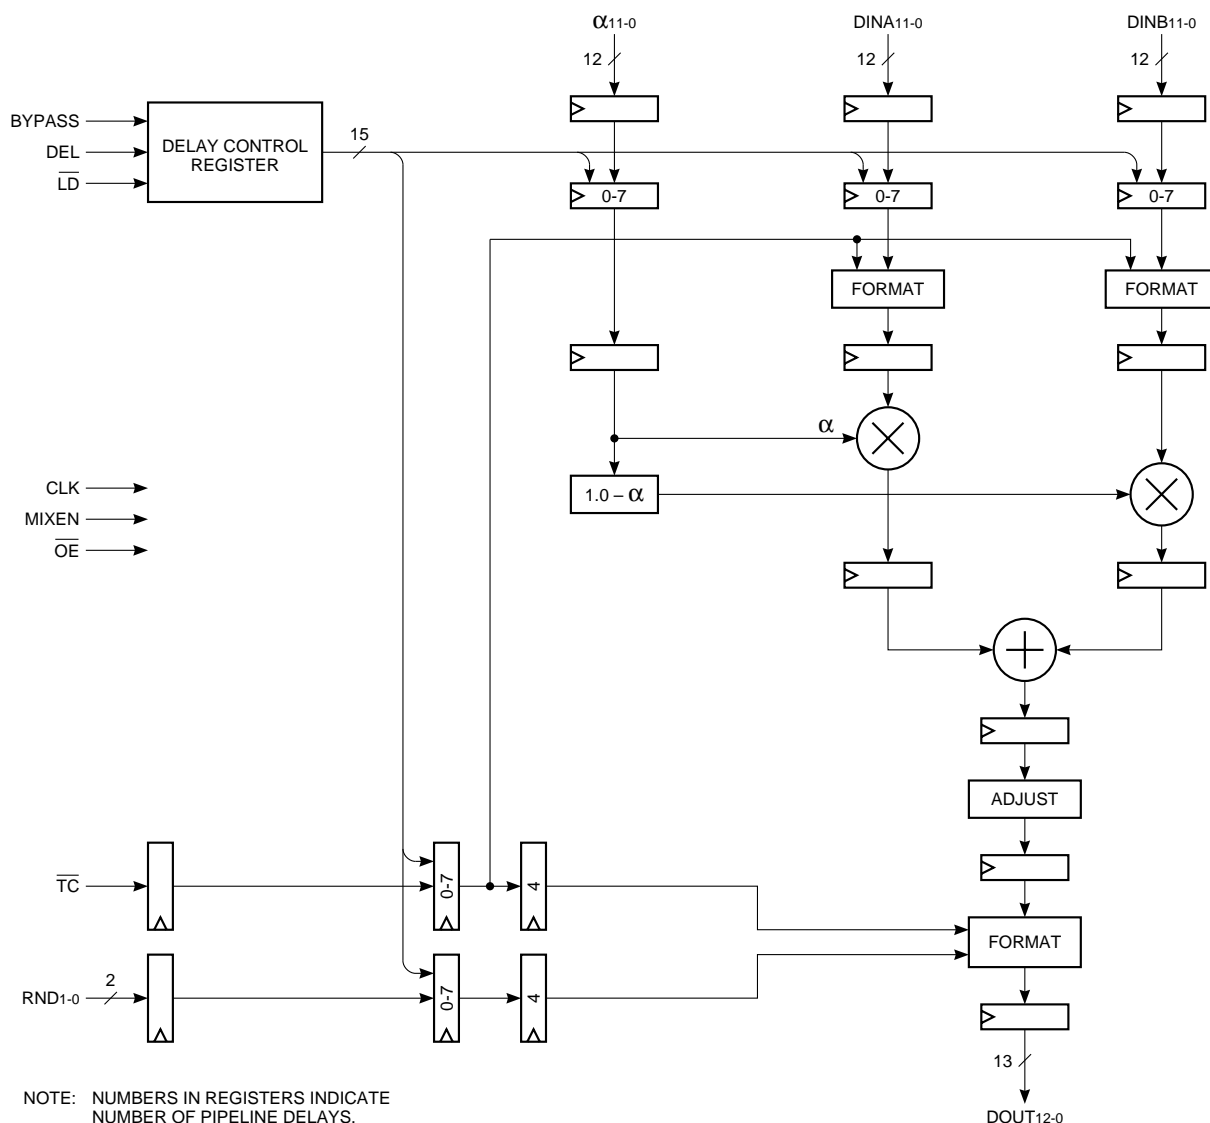 α11-0 DINA11-0 DINB11-0
12 12 12
BYPASS
DEL
LD
DELAY CONTROL
REGISTER
15
0-7 0-7 0-7
FORMAT FORMAT
α
1.0 – α
CLK
MIXEN
OE
ADJUST
TC
0-7
4
FORMAT
RND1-0
2
0-7
4
13
DOUT12-0
NOTE: NUMBERS IN REGISTERS INDICATE
NUMBER OF PIPELINE DELAYS.